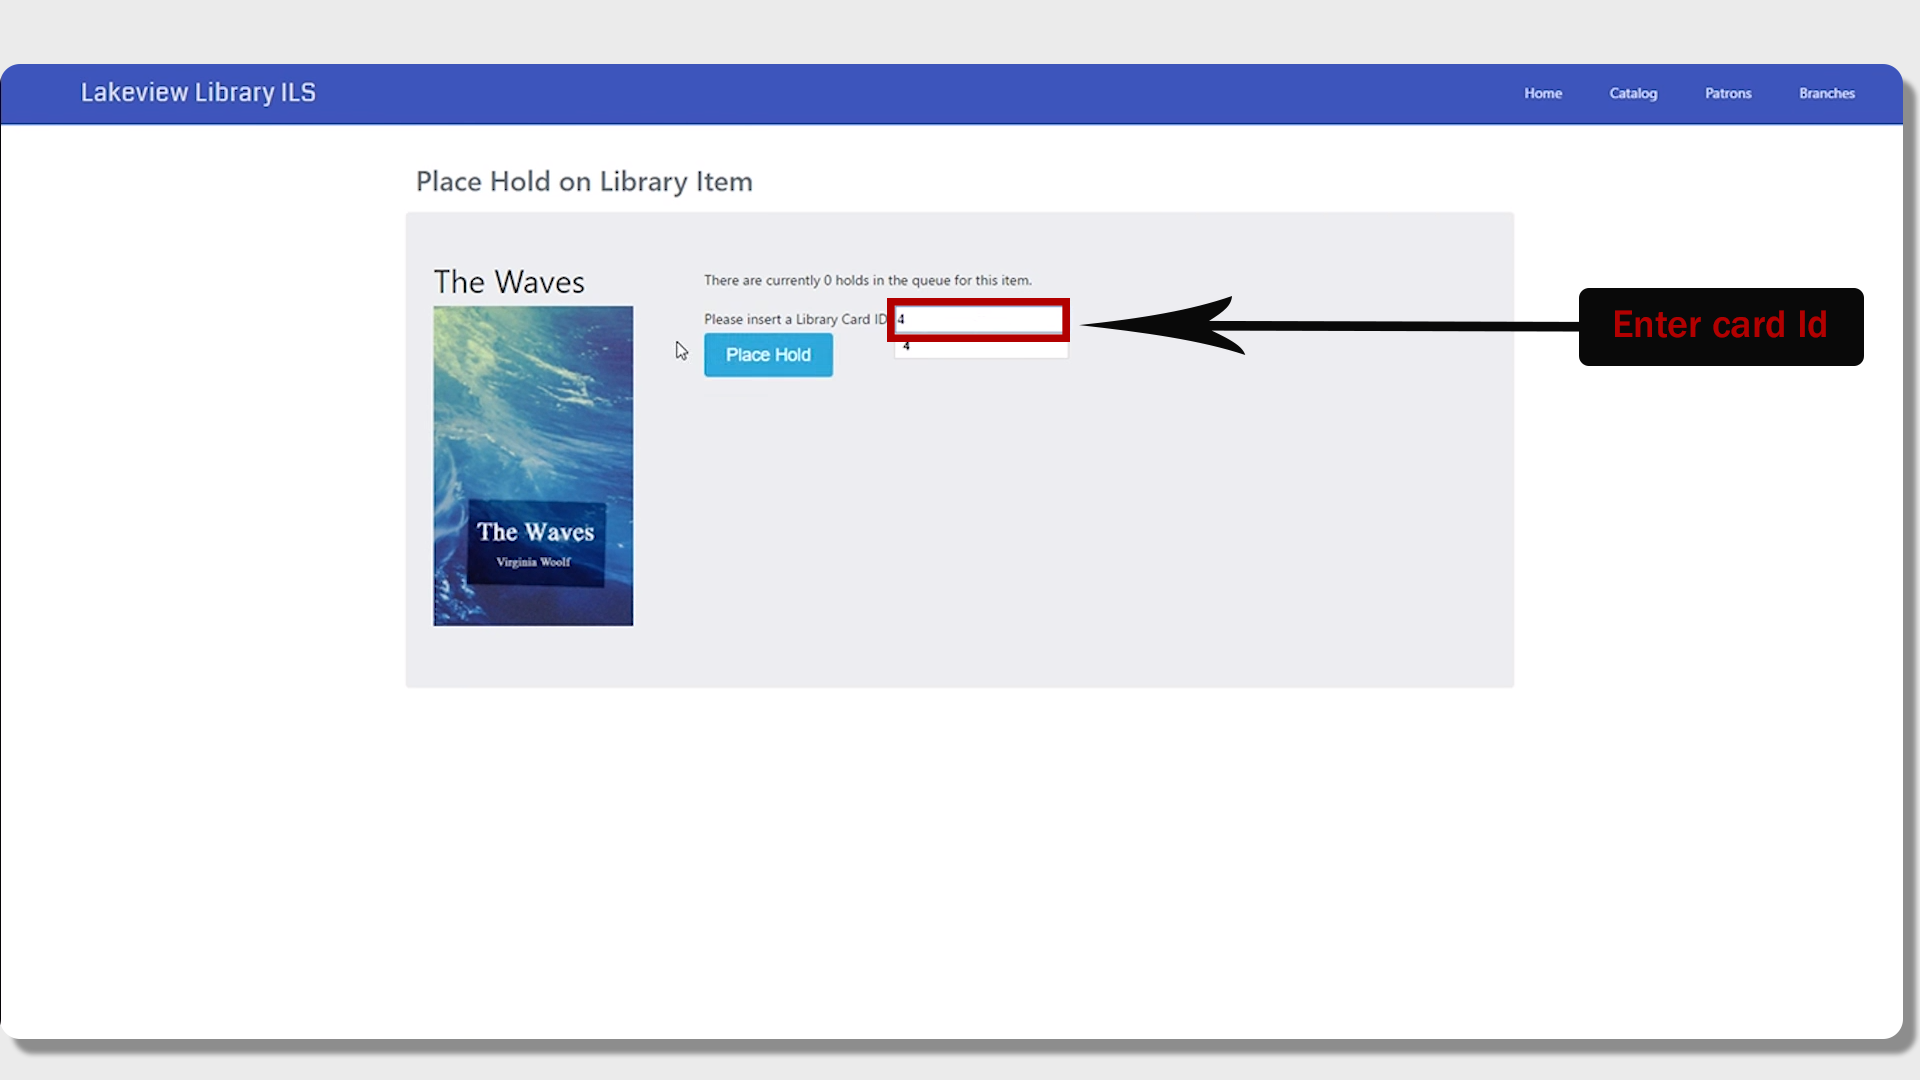 Lakeview Library ILS
Home Catalog Patrons Branches
Place Hold on Library Item
The Waves
There are currently 0 holds in the queue for this item.
Please insert a Library Card ID 4
4
Place Hold
Enter card Id
The Waves
Virginia Woolf